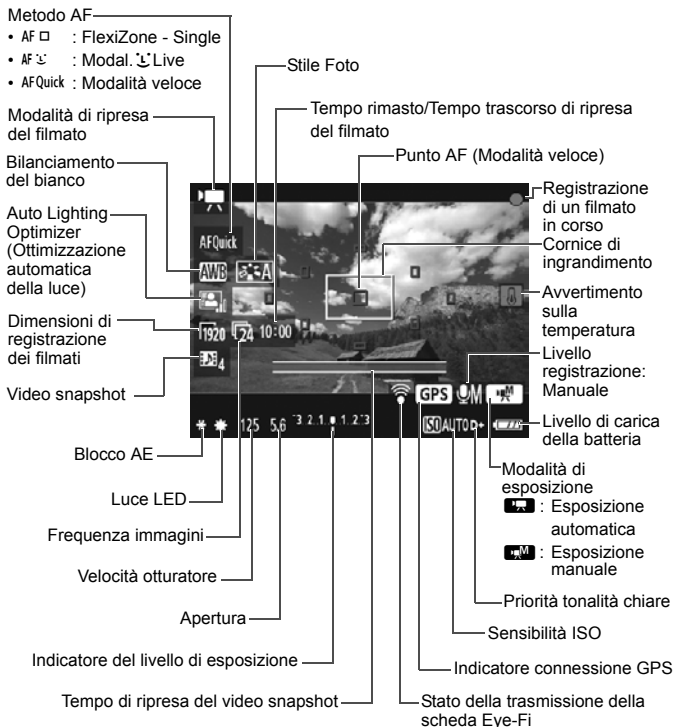 Metodo AF
• AF : FlexiZone - Single
• AF : Modal. Live
• AFQuick : Modalità veloce
Stile Foto
Modalità di ripresa
del filmato
Tempo rimasto/Tempo trascorso di ripresa
del filmato
Bilanciamento
del bianco
Punto AF (Modalità veloce)
Auto Lighting
Optimizer
(Ottimizzazione
automatica
della luce)
Registrazione
di un filmato
in corso
Cornice di
ingrandimento
Dimensioni di
registrazione
dei filmati
Avvertimento
sulla
temperatura
Video snapshot
Livello
registrazione:
Manuale
AFQuick
AWB A
1920 24 10:00
4
GPS M M
125 5.6 -3..2..1..0..1..2..+3 ISO AUTO D+
Livello di carica
della batteria
Blocco AE
Luce LED
Modalità di
esposizione
: Esposizione
automatica
M : Esposizione
manuale
Frequenza immagini
Velocità otturatore
Apertura
Priorità tonalità chiare
Sensibilità ISO
Indicatore del livello di esposizione
Indicatore connessione GPS
Tempo di ripresa del video snapshot
Stato della trasmissione della
scheda Eye-Fi